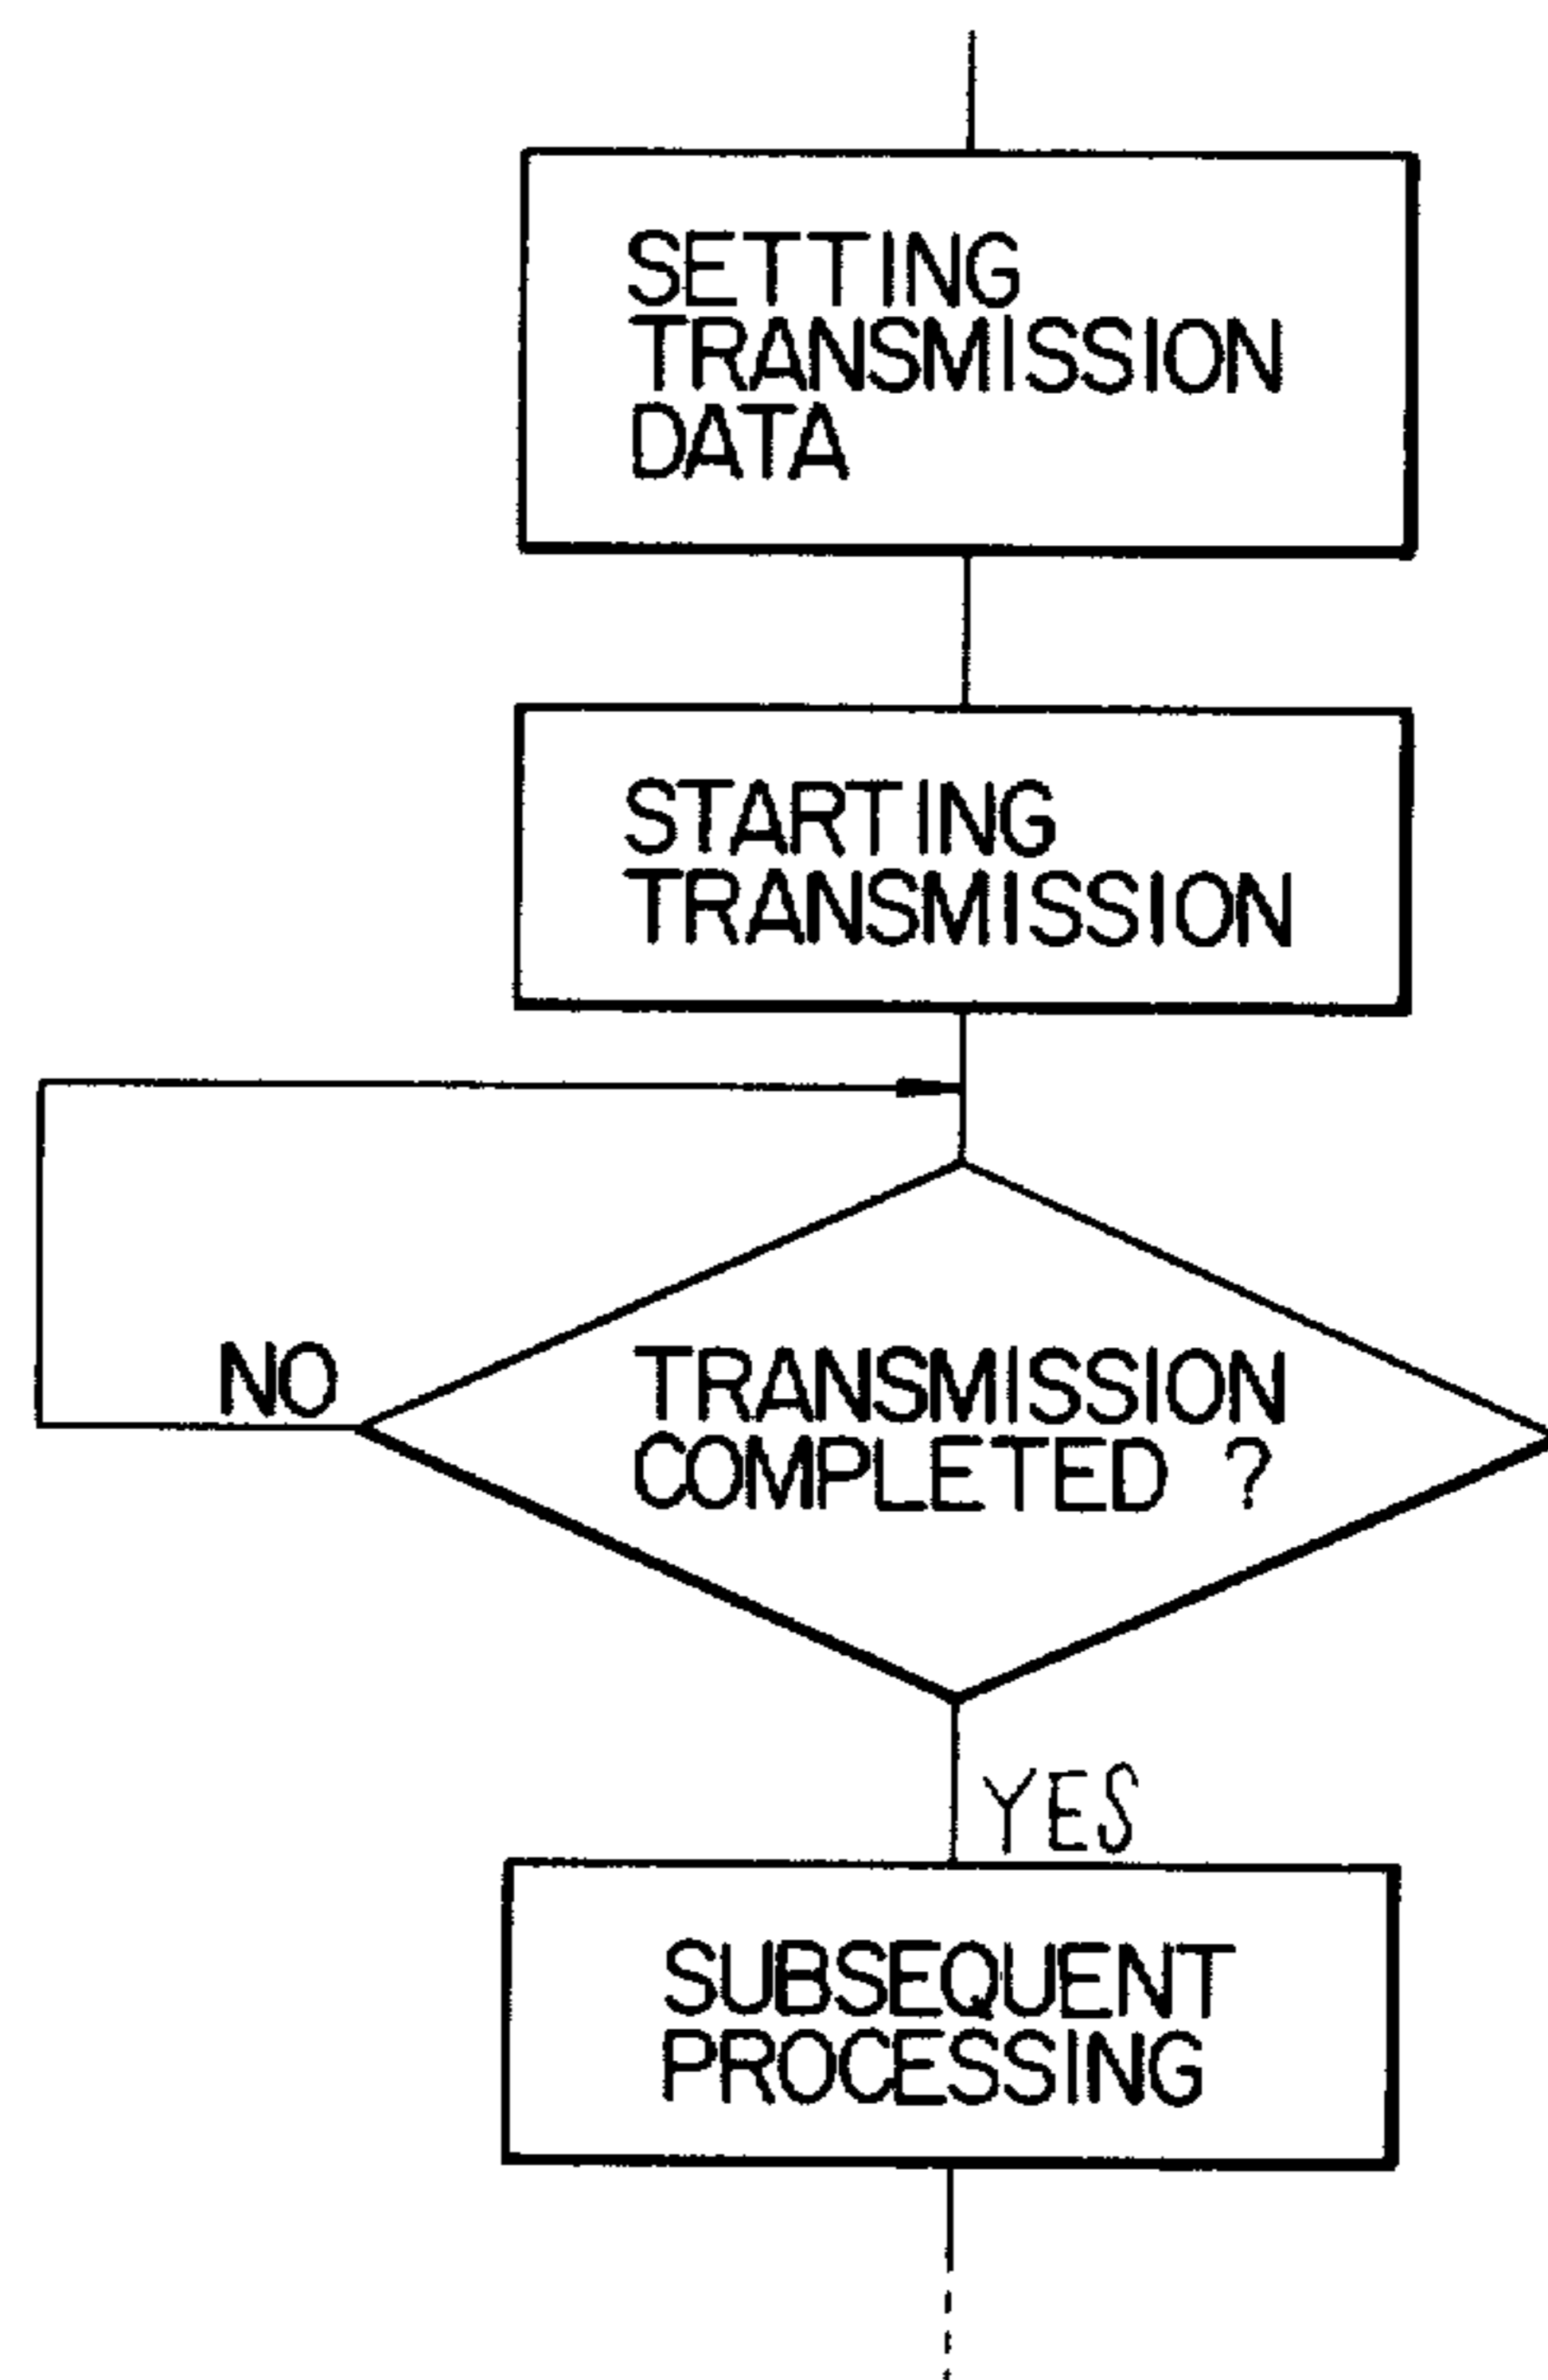 SETTING
TRANSMISSION
DATA
STARTING
TRANSMISSION
NO
TRANSMISSION
COMPLETED ?
YES
SUBSEQUENT
PROCESSING